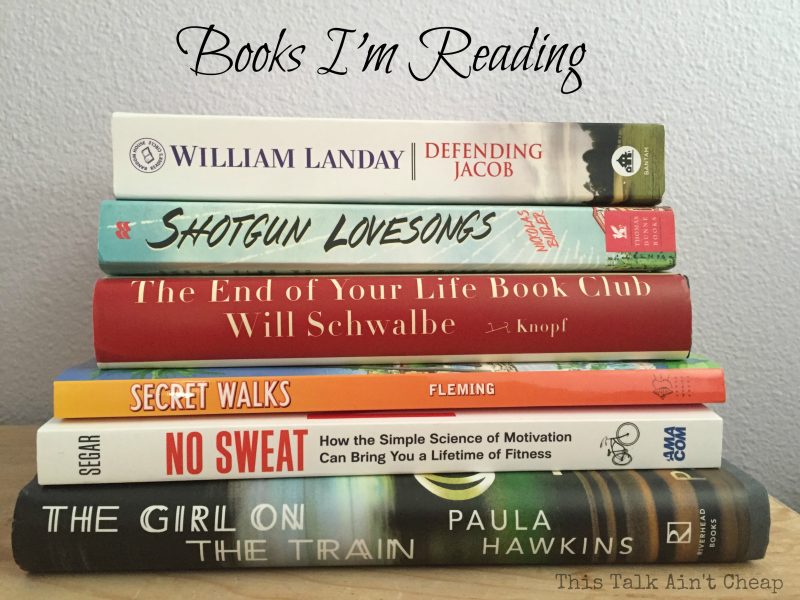 Books I'm Reading
WILLIAM LANDAY
DEFENDING
JACOB
BANTAM
SHOTGUN LOVESONGS
NICKOLAS
BUTLER
THOMAS
DUNNE
BOOKS
The End of Your Life Book Club
Will Schwalbe
Knopf
SECRET WALKS
FLEMING
SEGAR
NO SWEAT
How the Simple Science of Motivation
Can Bring You a Lifetime of Fitness
AMA
COM
THE GIRL ON
THE TRAIN
PAULA
HAWKINS
RIVERHEAD
BOOKS
This Talk Ain't Cheap